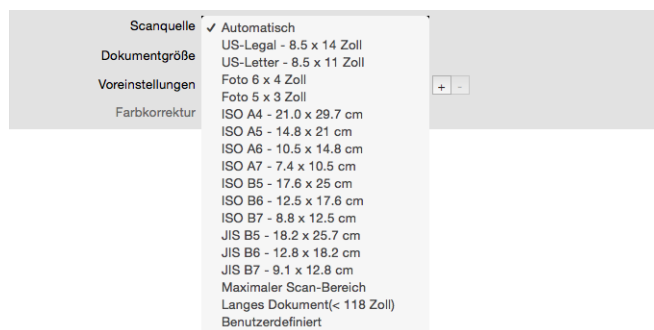 Scanquelle
Dokumentgröße
Voreinstellungen
Farbkorrektur
✓ Automatisch
US-Legal - 8.5 x 14 Zoll
US-Letter - 8.5 x 11 Zoll
Foto 6 x 4 Zoll
Foto 5 x 3 Zoll
ISO A4 - 21.0 x 29.7 cm
ISO A5 - 14.8 x 21 cm
ISO A6 - 10.5 x 14.8 cm
ISO A7 - 7.4 x 10.5 cm
ISO B5 - 17.6 x 25 cm
ISO B6 - 12.5 x 17.6 cm
ISO B7 - 8.8 x 12.5 cm
JIS B5 - 18.2 x 25.7 cm
JIS B6 - 12.8 x 18.2 cm
JIS B7 - 9.1 x 12.8 cm
Maximaler Scan-Bereich
Langes Dokument(< 118 Zoll)
Benutzerdefiniert
+ -